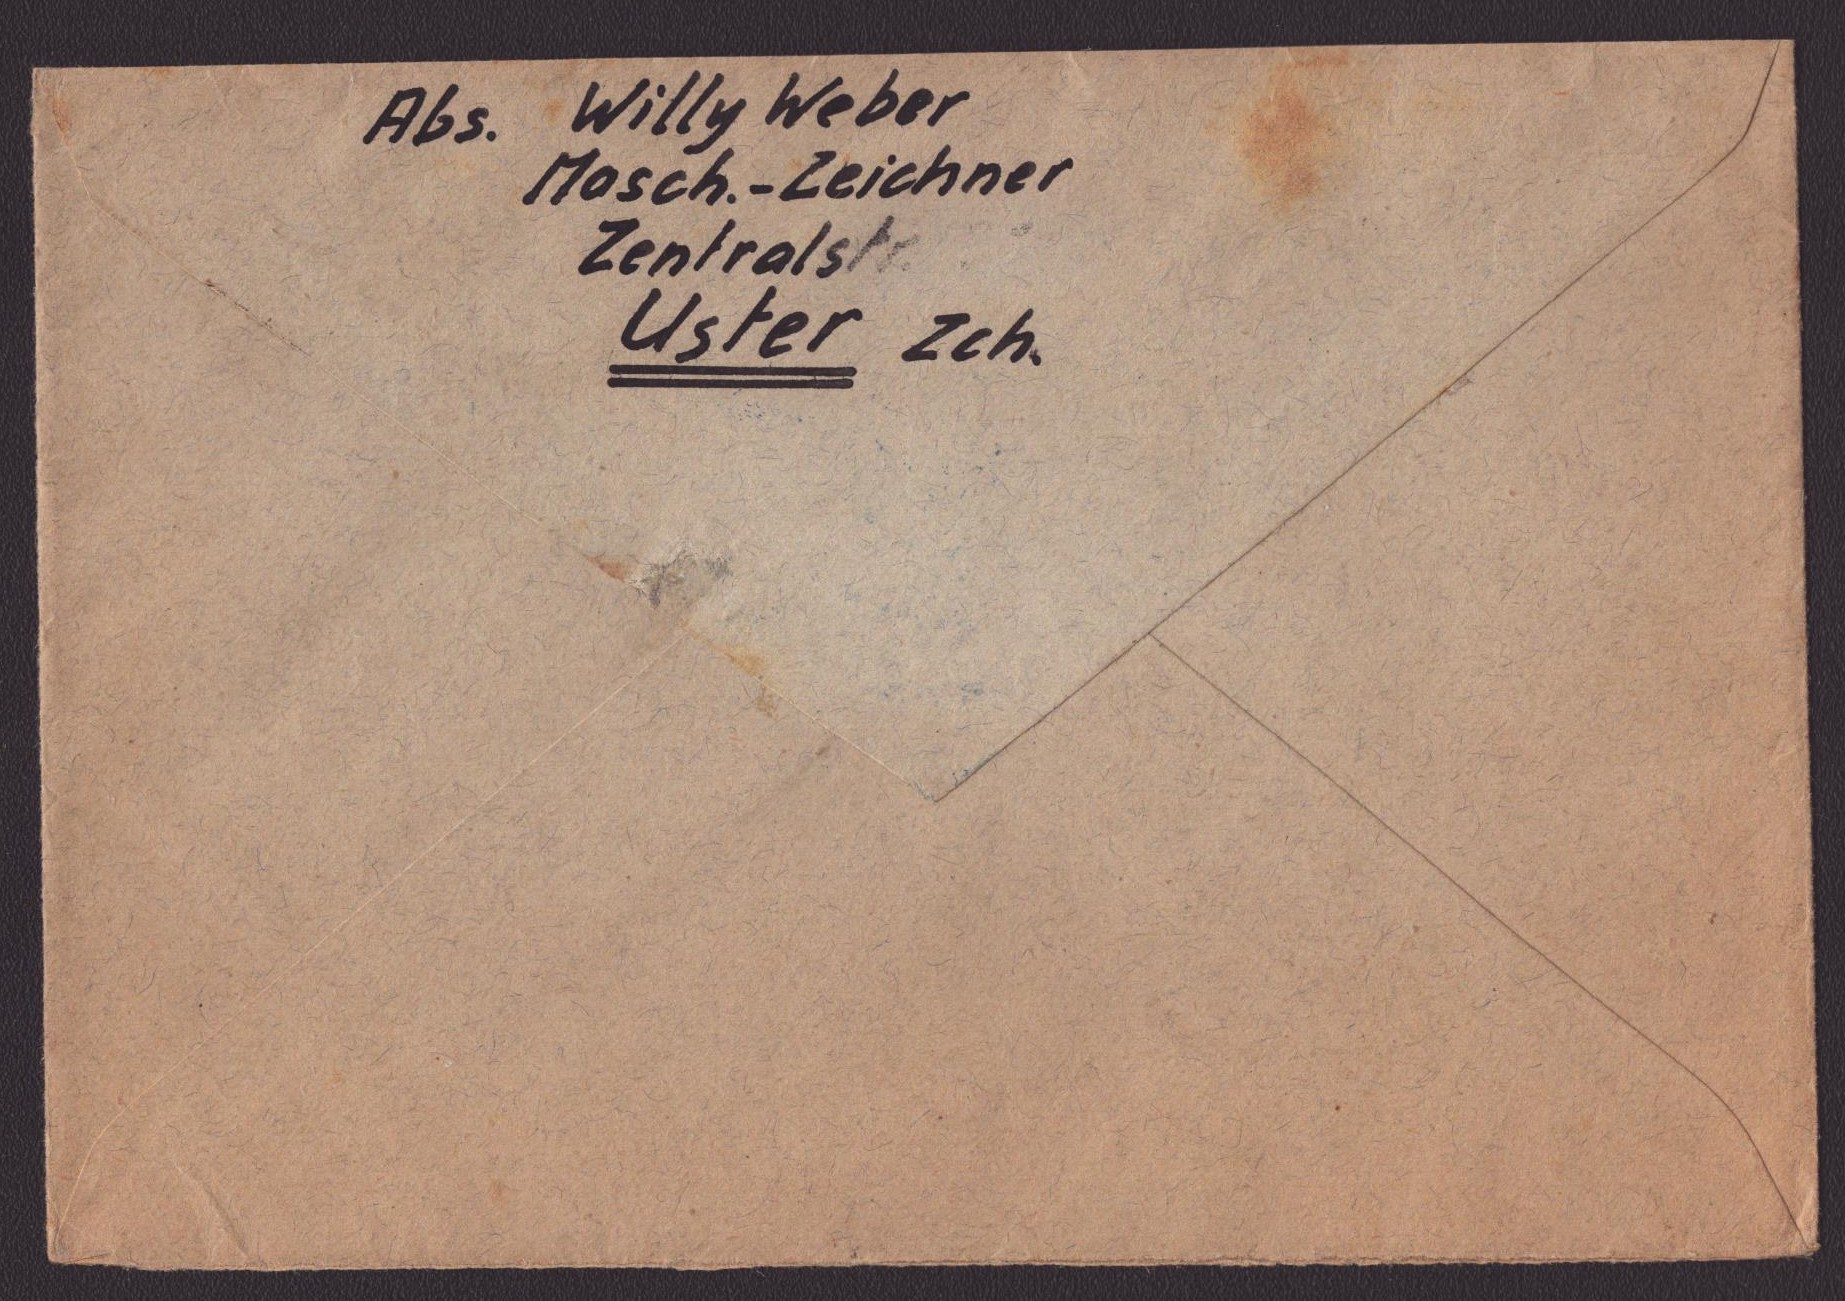 Abs. Willy Weber
Masch.-Zeichner
Zentralstr.
Uster Zch.